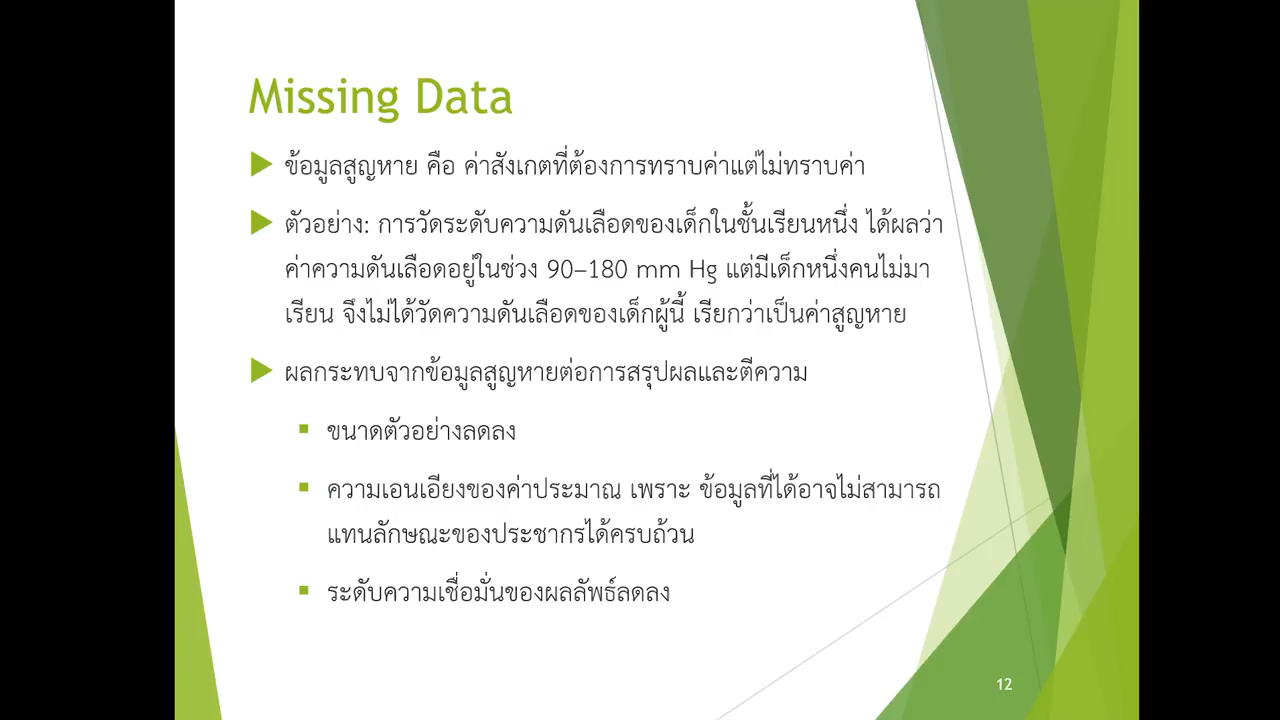 Missing Data
ข้อมูลสูญหาย คือ ค่าสังเกตที่ต้องการทราบค่าแต่ไม่ทราบค่า
ตัวอย่าง: การวัดระดับความดันเลือดของเด็กในชั้นเรียนหนึ่ง ได้ผลว่า
ค่าความดันเลือดอยู่ในช่วง 90–180 mm Hg แต่มีเด็กหนึ่งคนไม่มา
เรียน จึงไม่ได้วัดความดันเลือดของเด็กผู้นี้ เรียกว่าเป็นค่าสูญหาย
ผลกระทบจากข้อมูลสูญหายต่อการสรุปผลและตีความ
ขนาดตัวอย่างลดลง
ความเอนเอียงของค่าประมาณ เพราะ ข้อมูลที่ได้อาจไม่สามารถ
แทนลักษณะของประชากรได้ครบถ้วน
ระดับความเชื่อมั่นของผลลัพธ์ลดลง
12